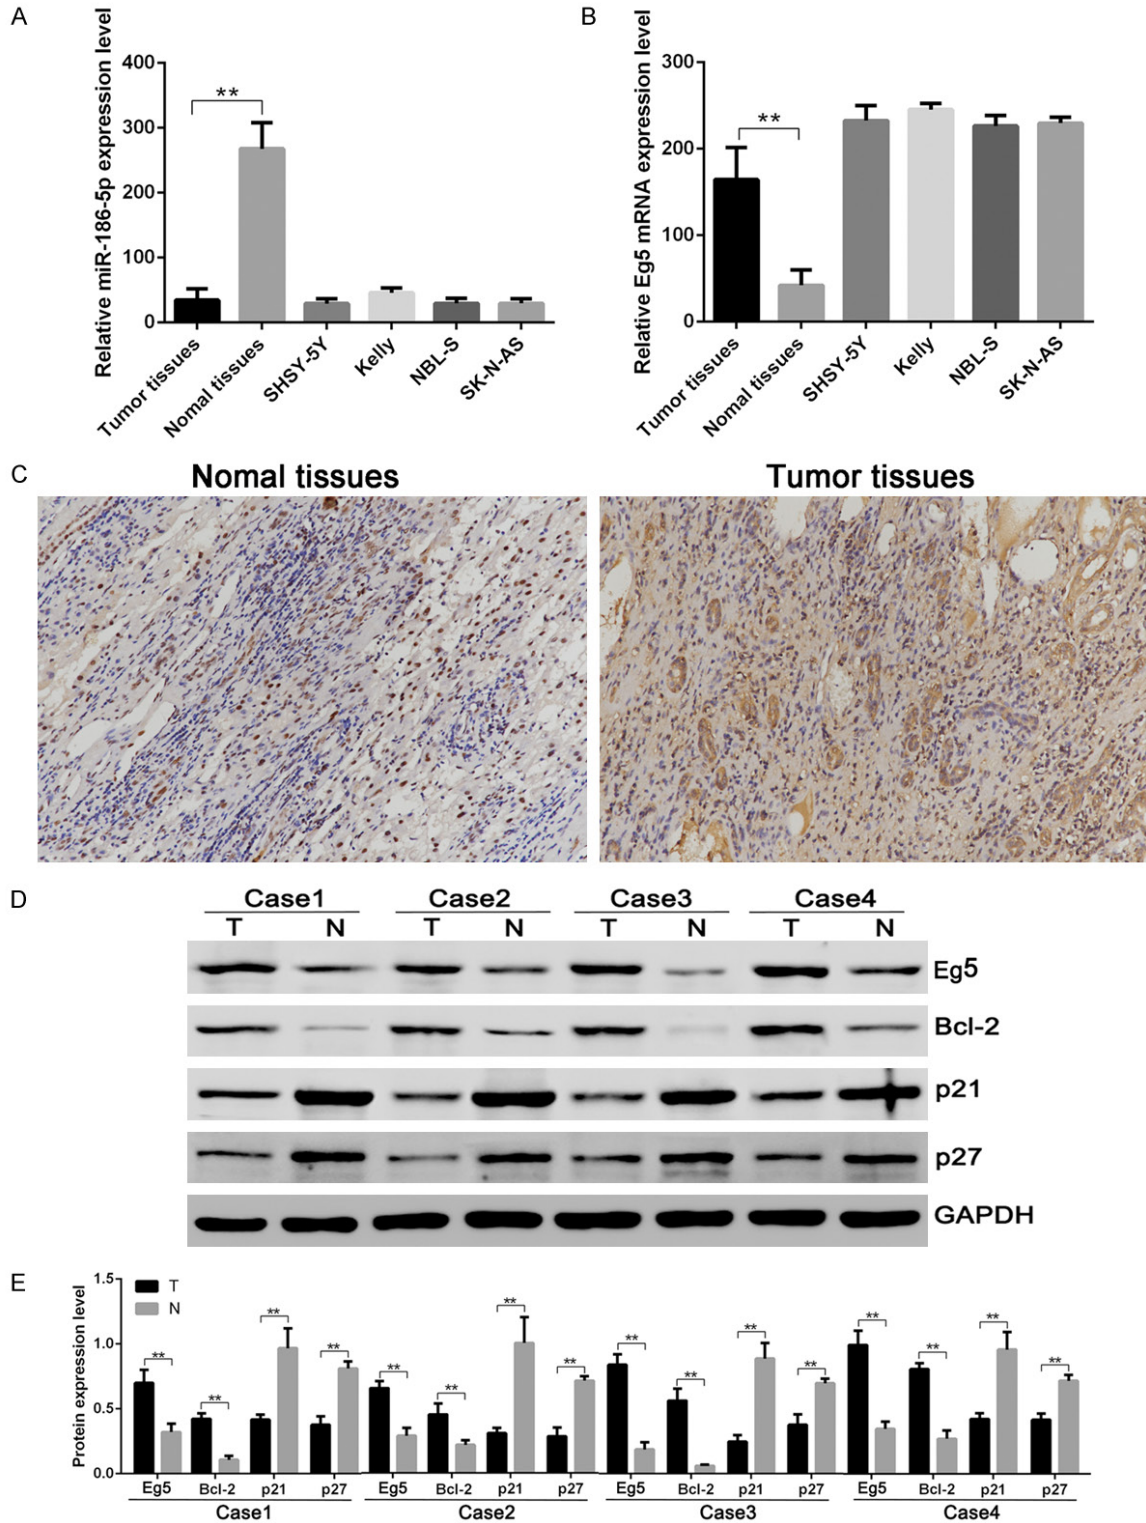 A
Relative miR-186-5p expression level
400
300
200
100
0
**
Tumor tissues
Nomal tissues
SHSY-5Y
Kelly
NBL-S
SK-N-AS
B
Relative Eg5 mRNA expression level
300
200
100
0
**
Tumor tissues
Nomal tissues
SHSY-5Y
Kelly
NBL-S
SK-N-AS
C
Nomal tissues
Tumor tissues
D
Case1 Case2 Case3 Case4
T N T N T N T N
Eg5
Bcl-2
p21
p27
GAPDH
E
Protein expression level
1.5
1.0
0.5
0.0
T
N
** ** ** ** ** ** ** ** ** ** ** ** ** ** ** **
Eg5 Bcl-2 p21 p27 Eg5 Bcl-2 p21 p27 Eg5 Bcl-2 p21 p27 Eg5 Bcl-2 p21 p27
Case1 Case2 Case3 Case4